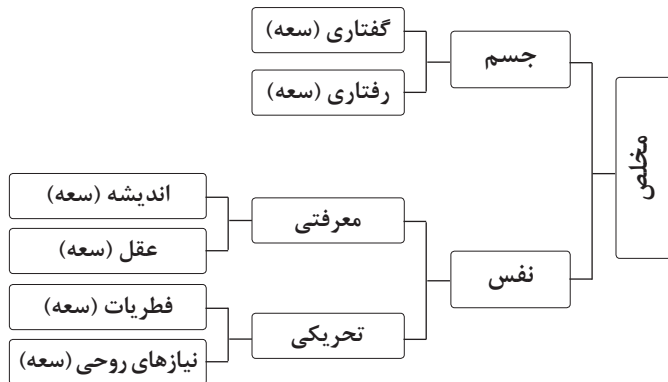 مخلص
جسم
گفتاری (سعه)
رفتاری (سعه)
نفس
معرفتی
اندیشه (سعه)
عقل (سعه)
تحریکی
فطریات (سعه)
نیازهای روحی (سعه)